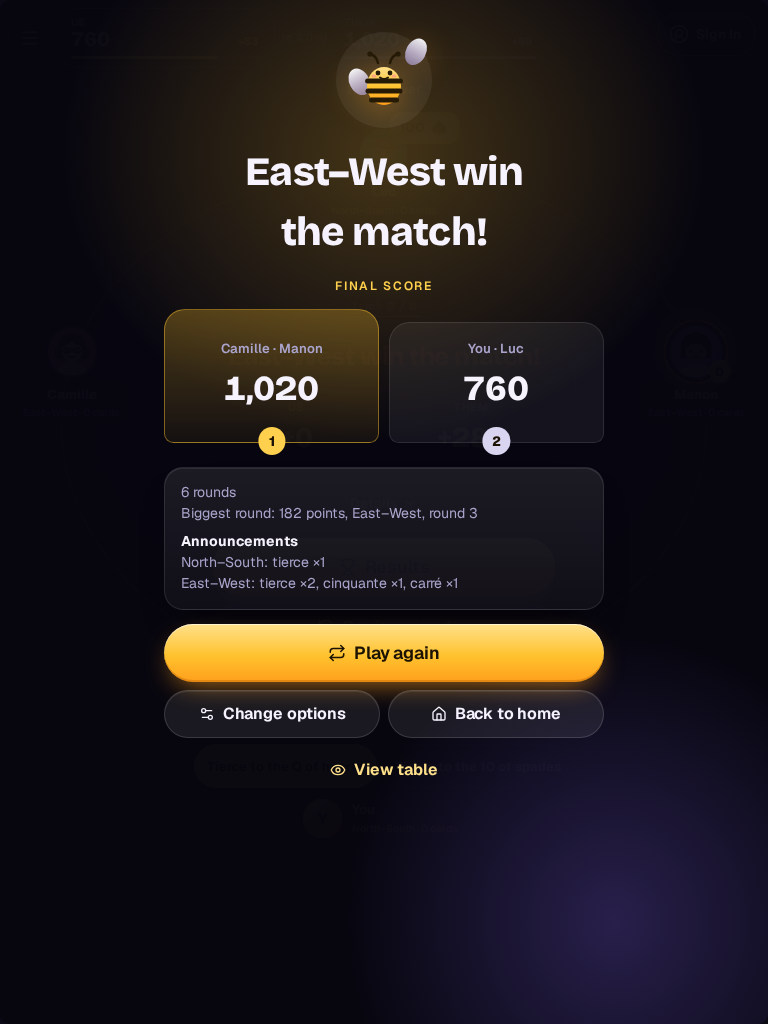 East–West win
the match!
FINAL SCORE
Camille · Manon
1,020
1
You · Luc
760
2
6 rounds
Biggest round: 182 points, East–West, round 3
Announcements
North–South: tierce ×1
East–West: tierce ×2, cinquante ×1, carré ×1
Play again
Change options
Back to home
View table